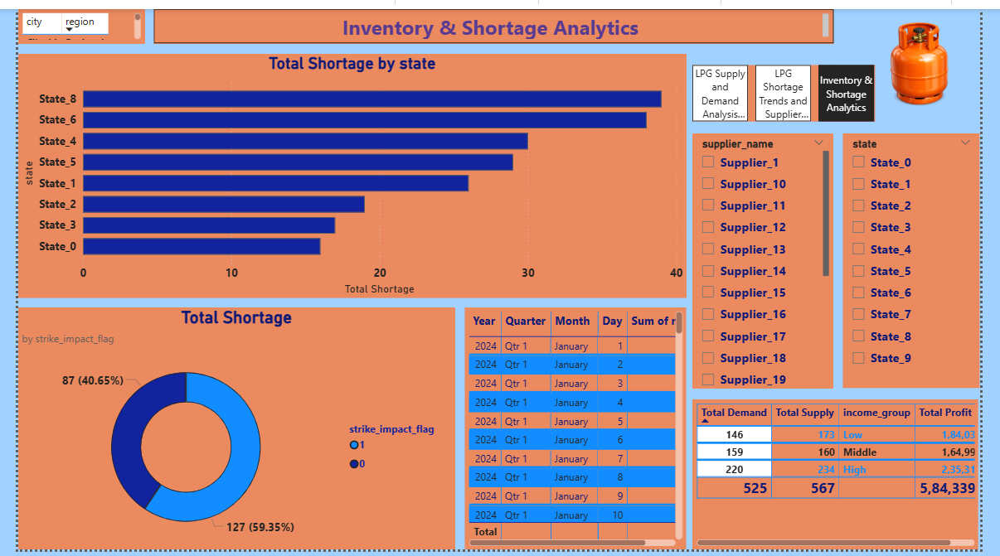 city region
Inventory & Shortage Analytics
Total Shortage by state
state
State_8
State_6
State_4
State_5
State_1
State_2
State_3
State_0
0 10 20 30 40
Total Shortage
LPG Supply
and
Demand
Analysis...
LPG
Shortage
Trends and
Supplier...
Inventory &
Shortage
Analytics
supplier_name
Supplier_1
Supplier_10
Supplier_11
Supplier_12
Supplier_13
Supplier_14
Supplier_15
Supplier_16
Supplier_17
Supplier_18
Supplier_19
state
State_0
State_1
State_2
State_3
State_4
State_5
State_6
State_7
State_8
State_9
Total Shortage
by strike_impact_flag
87 (40.65%)
127 (59.35%)
strike_impact_flag
1
0
Year Quarter Month Day Sum of r
2024 Qtr 1 January 1
2024 Qtr 1 January 2
2024 Qtr 1 January 3
2024 Qtr 1 January 4
2024 Qtr 1 January 5
2024 Qtr 1 January 6
2024 Qtr 1 January 7
2024 Qtr 1 January 8
2024 Qtr 1 January 9
2024 Qtr 1 January 10
Total
Total Demand Total Supply income_group Total Profit
146 173 Low 1,84,03
159 160 Middle 1,64,99
220 234 High 2,35,31
525 567 5,84,339